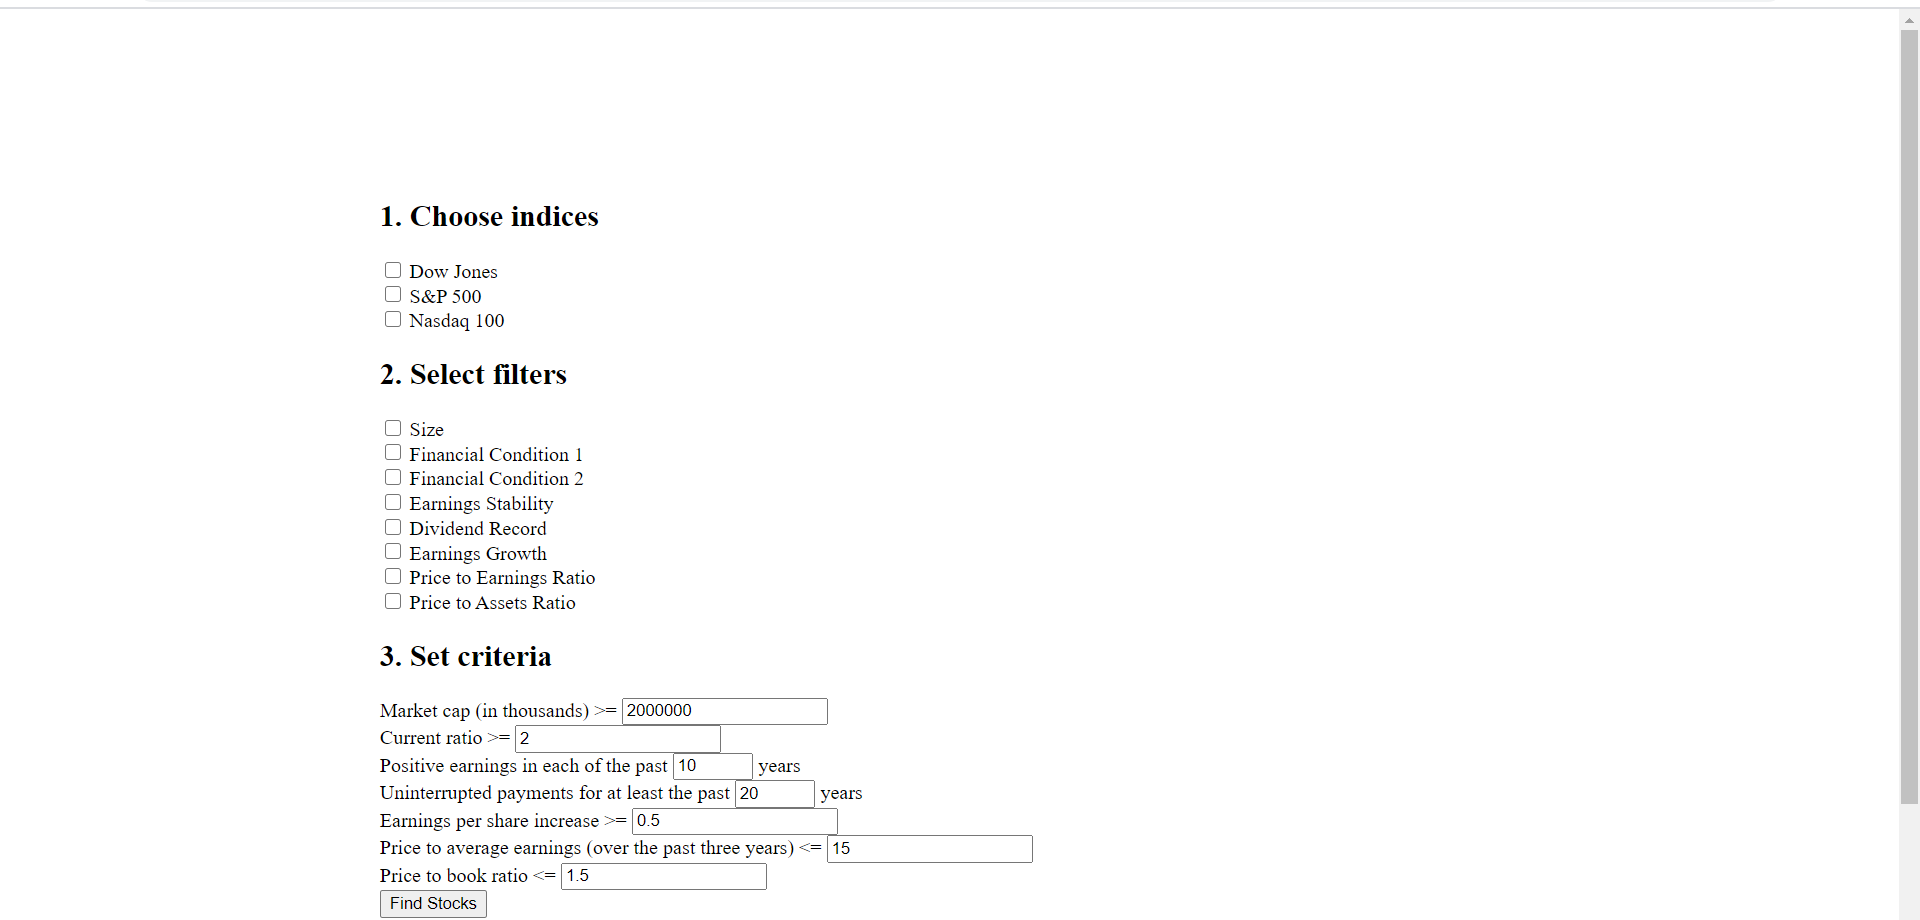 1. Choose indices
Dow Jones
S&P 500
Nasdaq 100
2. Select filters
Size
Financial Condition 1
Financial Condition 2
Earnings Stability
Dividend Record
Earnings Growth
Price to Earnings Ratio
Price to Assets Ratio
3. Set criteria
Market cap (in thousands) >= 2000000
Current ratio >= 2
Positive earnings in each of the past 10 years
Uninterrupted payments for at least the past 20 years
Earnings per share increase >= 0.5
Price to average earnings (over the past three years) <= 15
Price to book ratio <= 1.5
Find Stocks